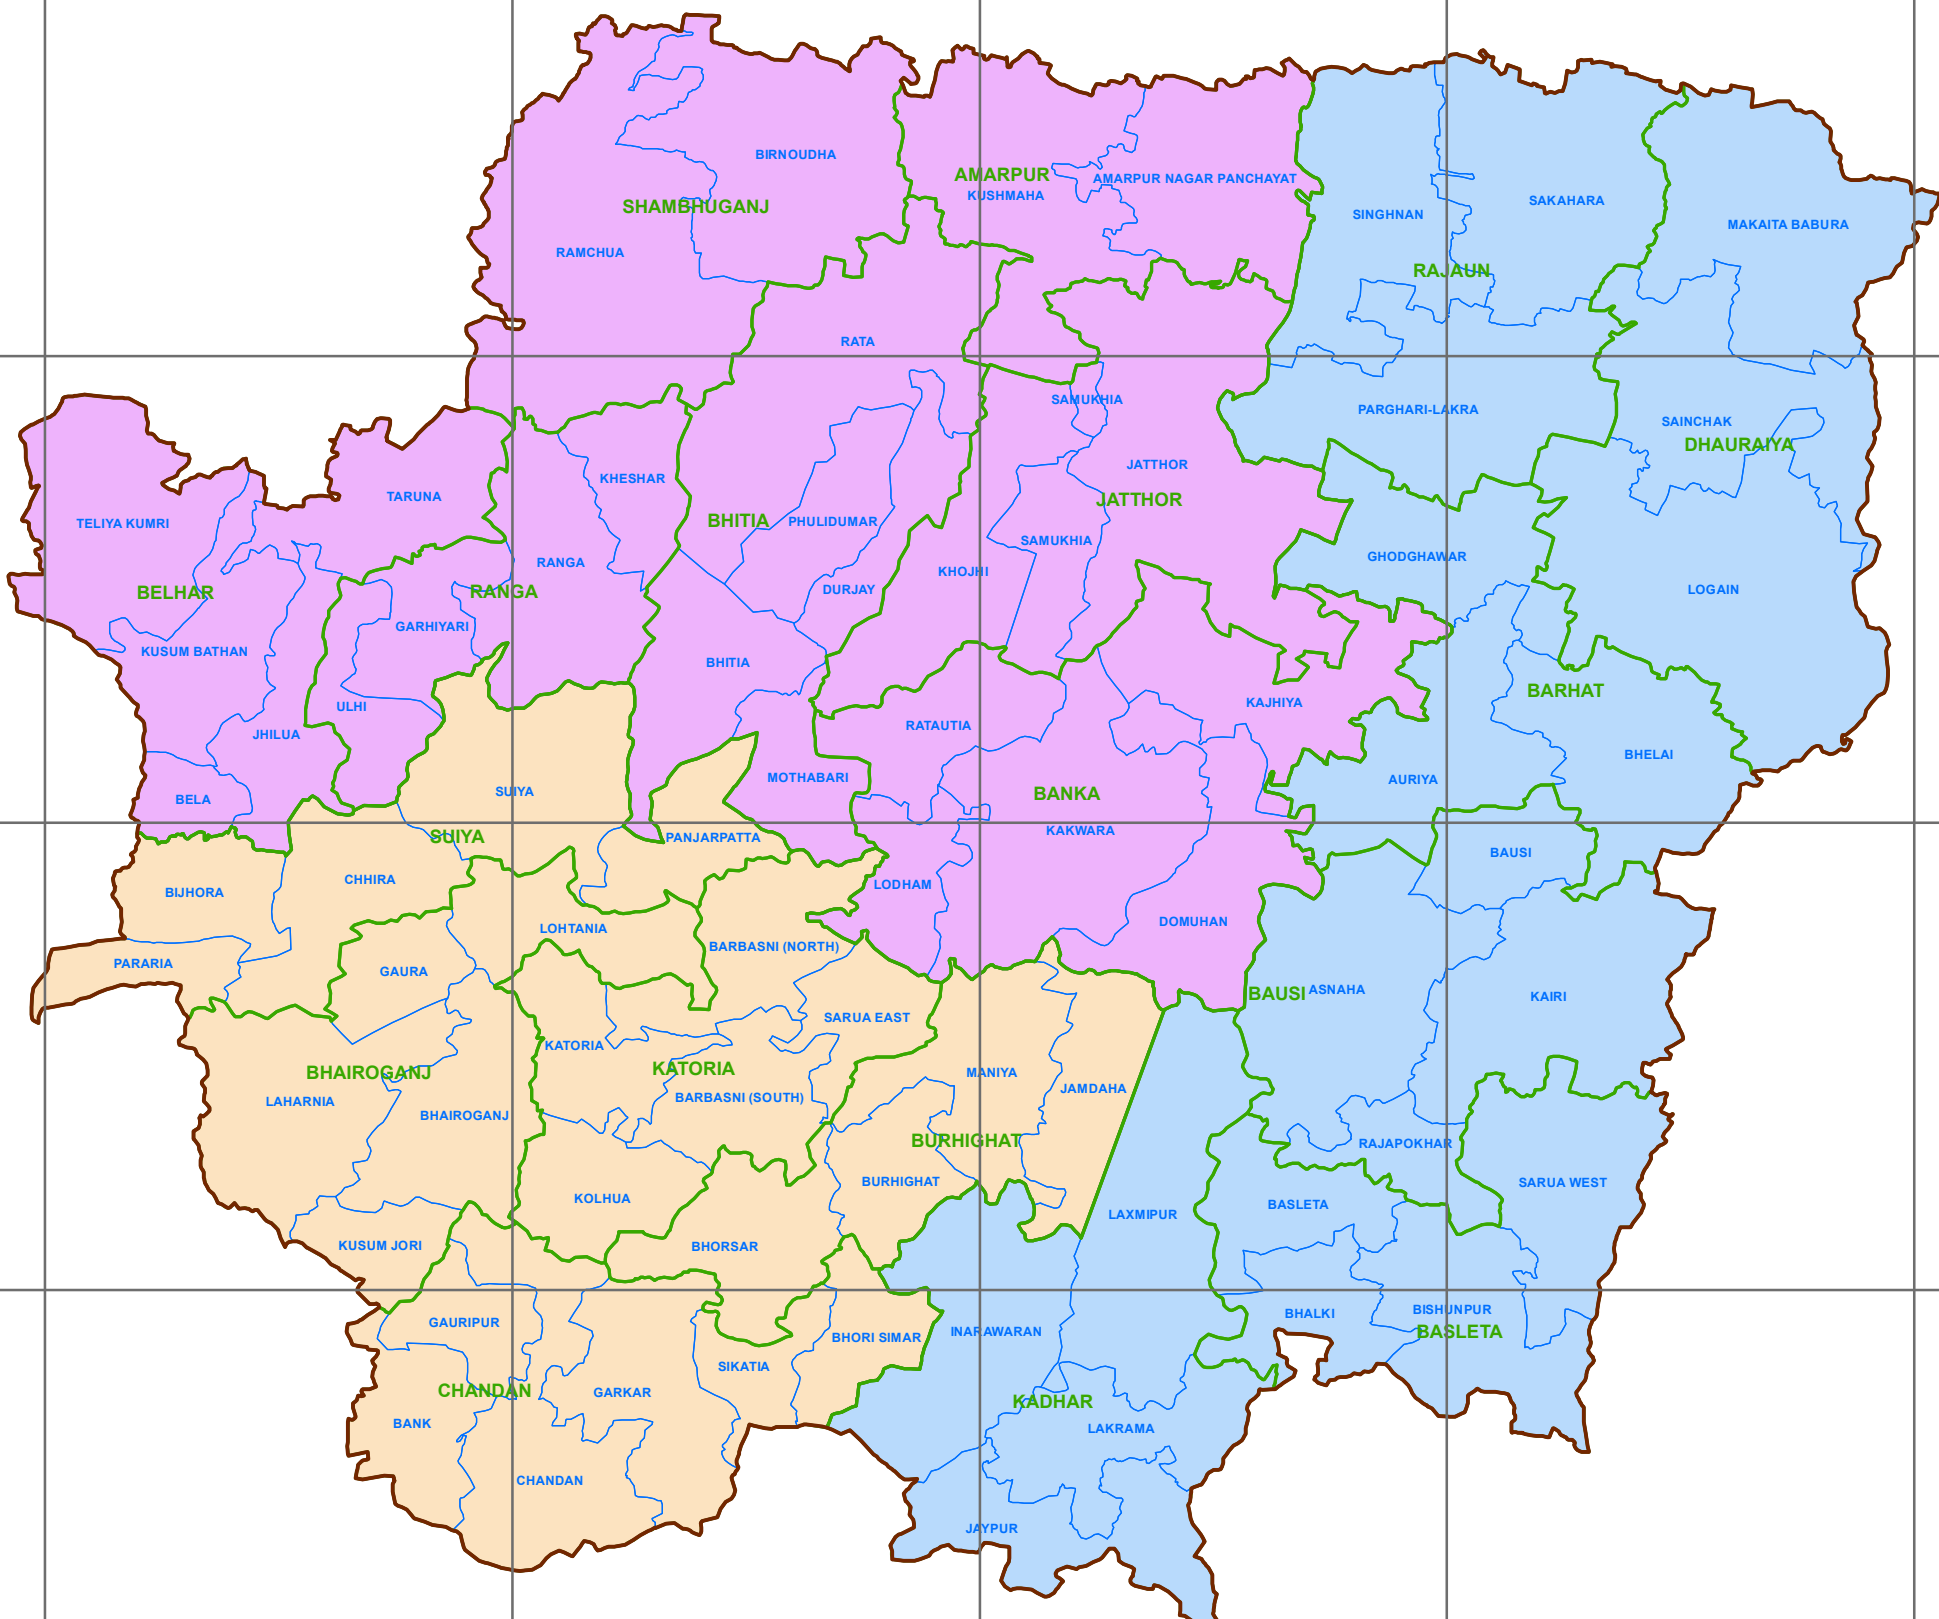 BIRNOUDHA
AMARPUR
KUSHMAHA
AMARPUR NAGAR PANCHAYAT
SHAMBHUGANJ
SINGHNAN
SAKAHARA
MAKAITA BABURA
RAMCHUA
RAJAUN
RATA
SAMUKHIA
PARGHARI-LAKRA
SAINCHAK
DHAURAIYA
JATTHOR
KHESHAR
TARUNA
JATTHOR
TELIYA KUMRI
BHITIA
PHULIDUMAR
SAMUKHIA
GHODGHAWAR
RANGA
KHOJHI
BELHAR
RANGA
DURJAY
LOGAIN
GARHIYARI
KUSUM BATHAN
BHITIA
BARHAT
ULHI
KAJHIYA
RATAUTIA
JHILUA
BHELAI
MOTHABARI
AURIYA
SUIYA
BANKA
BELA
KAKWARA
SUIYA
PANJARPATTA
BAUSI
CHHIRA
BIJHORA
LODHAM
DOMUHAN
LOHTANIA
BARBASNI (NORTH)
PARARIA
GAURA
BAUSI
ASNAHA
KAIRI
SARUA EAST
KATORIA
BHAIROGANJ
KATORIA
MANIYA
JAMDAHA
LAHARNIA
BARBASNI (SOUTH)
BHAIROGANJ
BURHIGHAT
RAJAPOKHAR
BURHIGHAT
SARUA WEST
KOLHUA
LAXMIPUR
BASLETA
KUSUM JORI
BHORSAR
BHALKI
BISHUNPUR
GAURIPUR
INARAWARAN
BASLETA
BHORI SIMAR
SIKATIA
CHANDAN
GARKAR
KADHAR
BANK
LAKRAMA
CHANDAN
JAYPUR